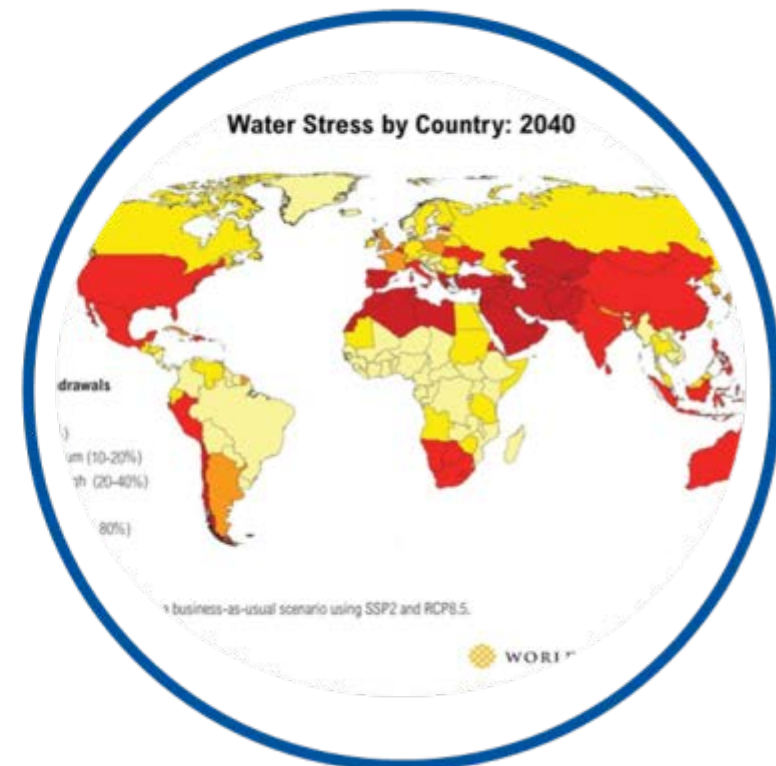 Water Stress by Country: 2040
drawals
)
um (10-20%)
gh (20-40%)
80%)
business-as-usual scenario using SSP2 and RCP8.5.
WORL